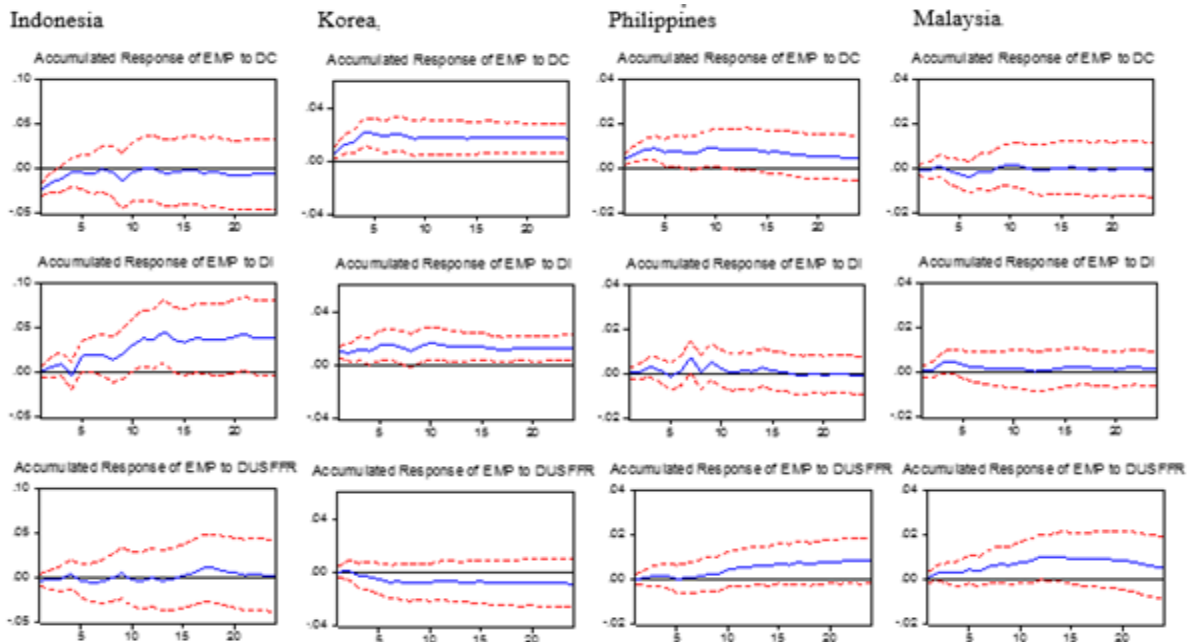 Indonesia Korea, Philippines Malaysia
Accumulated Response of EMP to DC Accumulated Response of EMP to DC Accumulated Response of EMP to DC Accumulated Response of EMP to DC
.10 .04 .04
.04
.05 .02 .02
.00 .00 .00 .00
-.05 -.04 -.02 -.02
5 10 15 20 5 10 15 20 5 10 15 20 5 10 15 20
Accumulated Response of EMP to DI Accumulated Response of EMP to DI Accumulated Response of EMP to DI Accumulated Response of EMP to DI
.10 .04 .04
.04
.05 .02 .02
.00 .00 .00 .00
-.05 -.04 -.02 -.02
5 10 15 20 5 10 15 20 5 10 15 20 5 10 15 20
Accumulated Response of EMP to DUSFFR Accumulated Response of EMP to DUSFFR Accumulated Response of EMP to DUSFFR Accumulated Response of EMP to DUSFFR
.10 .04 .04
.04
.05 .02 .02
.00 .00 .00 .00
-.05 -.04 -.02 -.02
5 10 15 20 5 10 15 20 5 10 15 20 5 10 15 20